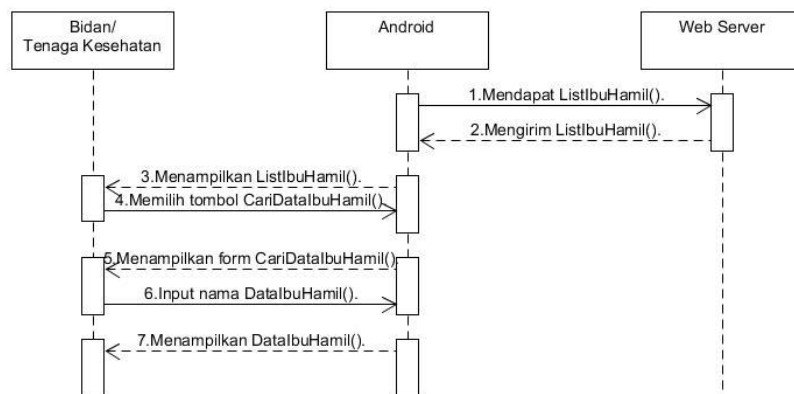 Bidan/
Tenaga Kesehatan
Android
Web Server
1.Mendapat ListIbuHamil().
2.Mengirim ListIbuHamil().
3.Menampilkan ListIbuHamil().
4.Memilih tombol CariDataIbuHamil()
5.Menampilkan form CariDataIbuHamil().
6.Input nama DataIbuHamil().
7.Menampilkan DataIbuHamil().